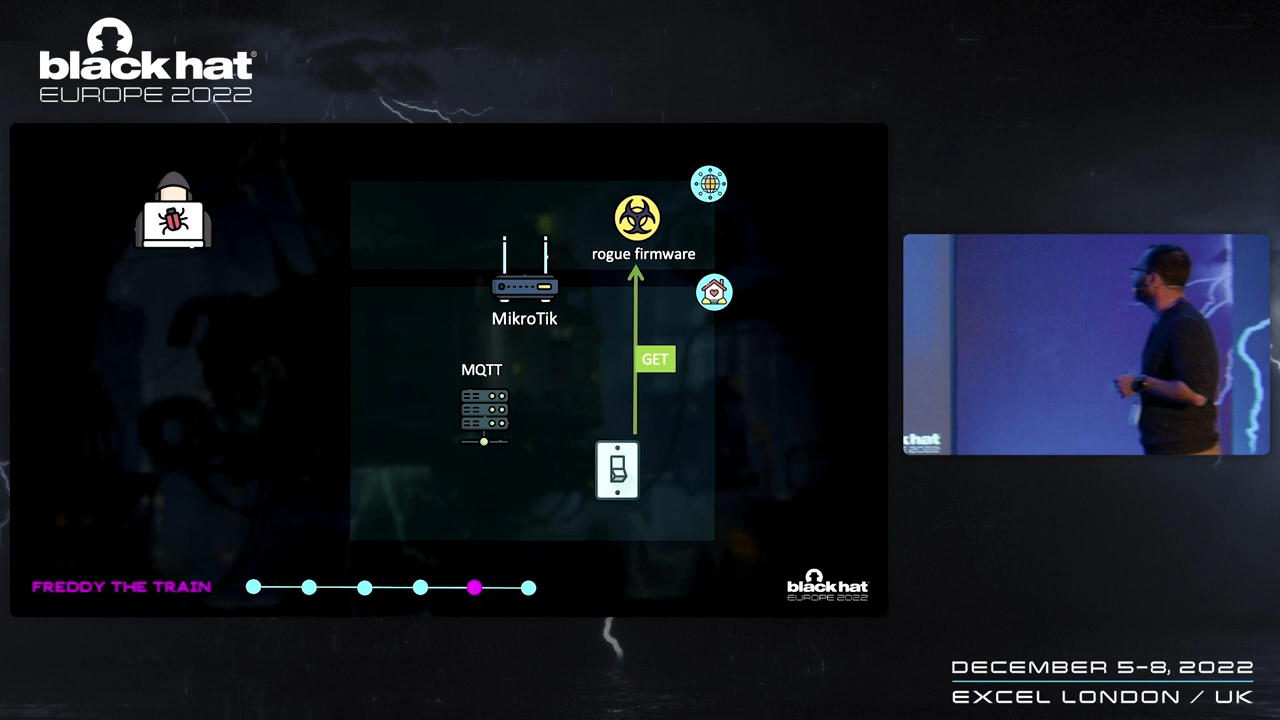 black hat®
EUROPE 2022
rogue firmware
MikroTik
GET
MQTT
FREDDY THE TRAIN
black hat
EUROPE 2022
DECEMBER 5-8, 2022
EXCEL LONDON / UK